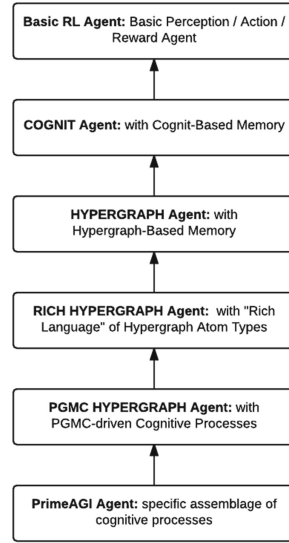 Basic RL Agent: Basic Perception / Action /
Reward Agent
COGNIT Agent: with Cognit-Based Memory
HYPERGRAPH Agent: with
Hypergraph-Based Memory
RICH HYPERGRAPH Agent: with "Rich
Language" of Hypergraph Atom Types
PGMC HYPERGRAPH Agent: with
PGMC-driven Cognitive Processes
PrimeAGI Agent: specific assemblage of
cognitive processes